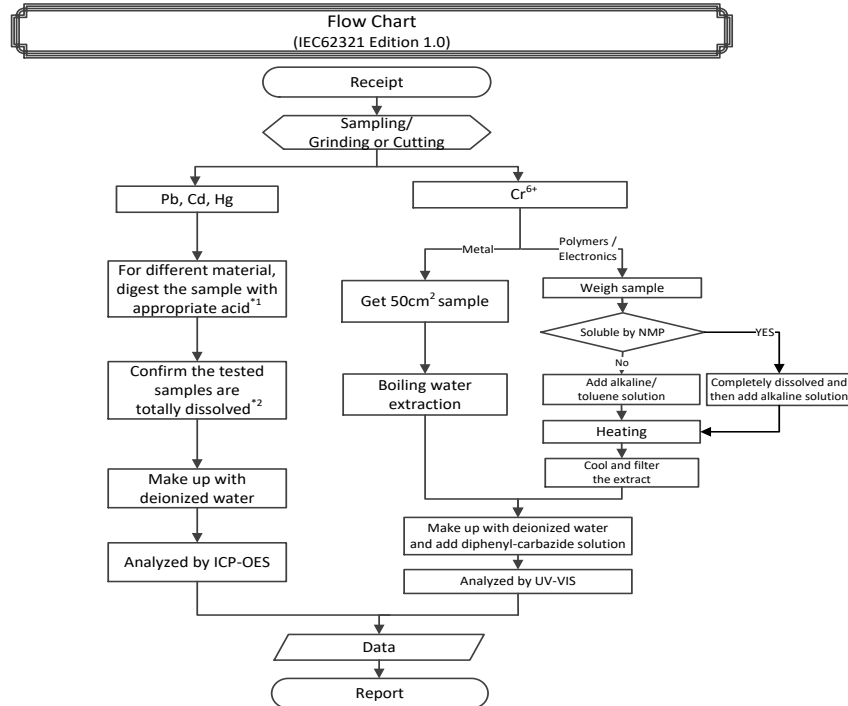 Flow Chart
(IEC62321 Edition 1.0)
Receipt
Sampling/
Grinding or Cutting
Pb, Cd, Hg
For different material,
digest the sample with
appropriate acid*1
Confirm the tested
samples are
totally dissolved*2
Make up with
deionized water
Analyzed by ICP-OES
Cr6+
Metal
Get 50cm2 sample
Boiling water
extraction
Polymers /
Electronics
Weigh sample
Soluble by NMP
YES
No
Add alkaline/
toluene solution
Completely dissolved and
then add alkaline solution
Heating
Cool and filter
the extract
Make up with deionized water
and add diphenyl-carbazide solution
Analyzed by UV-VIS
Data
Report